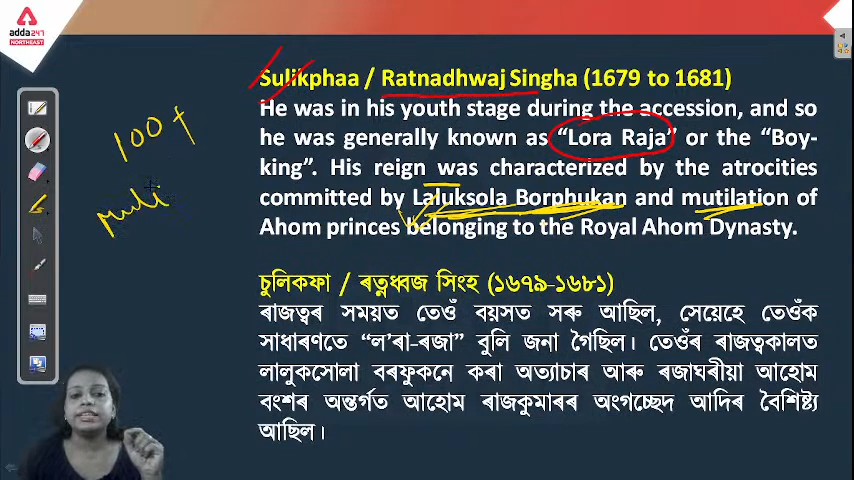 adda247
NORTHEAST
Sulikphaa / Ratnadhwaj Singha (1679 to 1681)
He was in his youth stage during the accession, and so
he was generally known as “Lora Raja” or the “Boy-
king”. His reign was characterized by the atrocities
committed by Laluksola Borphukan and mutilation of
Ahom princes belonging to the Royal Ahom Dynasty.
100+
muli
চুলিকফা / ৰত্নধ্বজ সিংহ (১৬৭৯-১৬৮১)
ৰাজত্বৰ সময়ত তেওঁ বয়সত সৰু আছিল, সেয়েহে তেওঁক
সাধাৰণতে “ল’ৰা-ৰজা” বুলি জনা গৈছিল। তেওঁৰ ৰাজত্বকালত
লালুকসোলা বৰফুকনে কৰা অত্যাচাৰ আৰু ৰজাঘৰীয়া আহোম
বংশৰ অন্তৰ্গত আহোম ৰাজকুমাৰৰ অংগচ্ছেদ আদিৰ বৈশিষ্ট্য
আছিল।